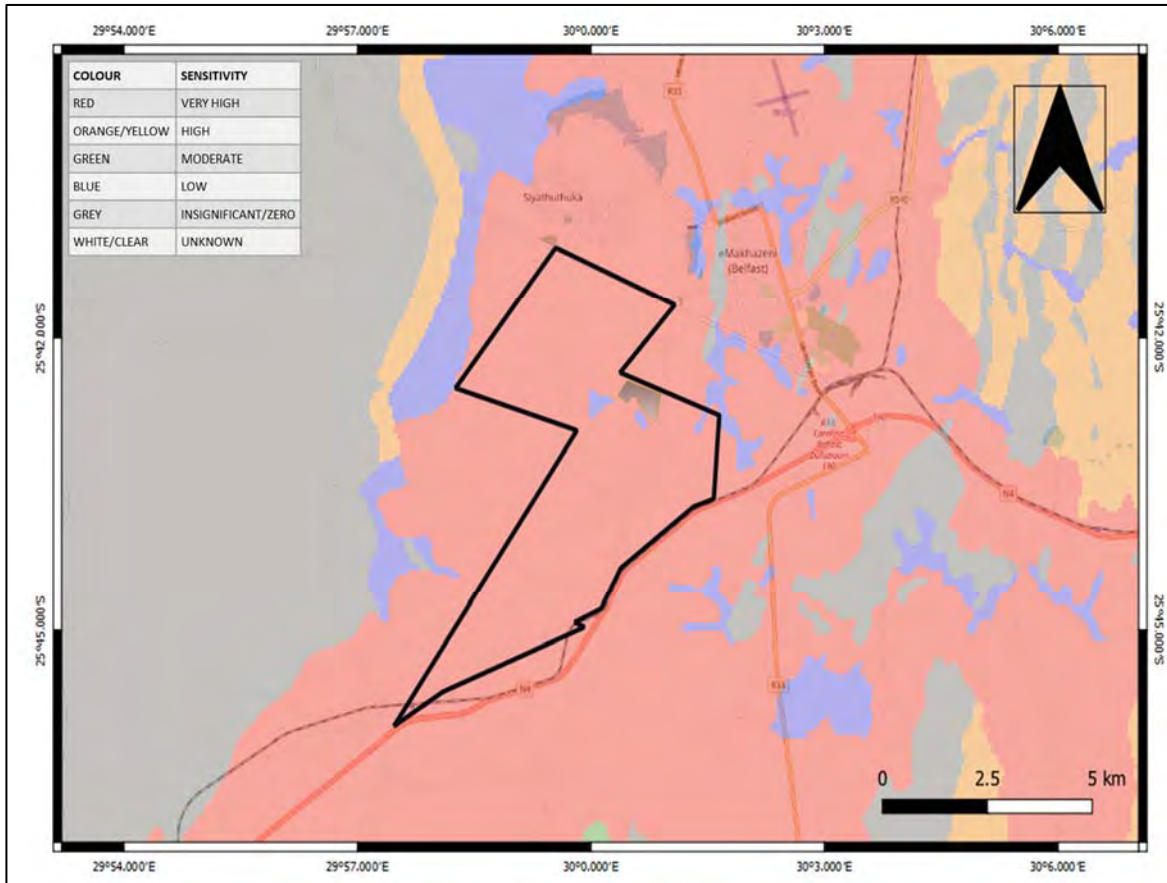 29°54.000'E 29°57.000'E 30°0.000'E 30°3.000'E 30°6.000'E
COLOUR SENSITIVITY
RED VERY HIGH
ORANGE/YELLOW HIGH
GREEN MODERATE
BLUE LOW
GREY INSIGNIFICANT/ZERO
WHITE/CLEAR UNKNOWN
R33
Siyathuthuka
R540
eMakhazeni
(Belfast)
25°42.000'S 25°42.000'S
N4
25°45.000'S 25°45.000'S
R33
N4
0 2.5 5 km
29°54.000'E 29°57.000'E 30°0.000'E 30°3.000'E 30°6.000'E